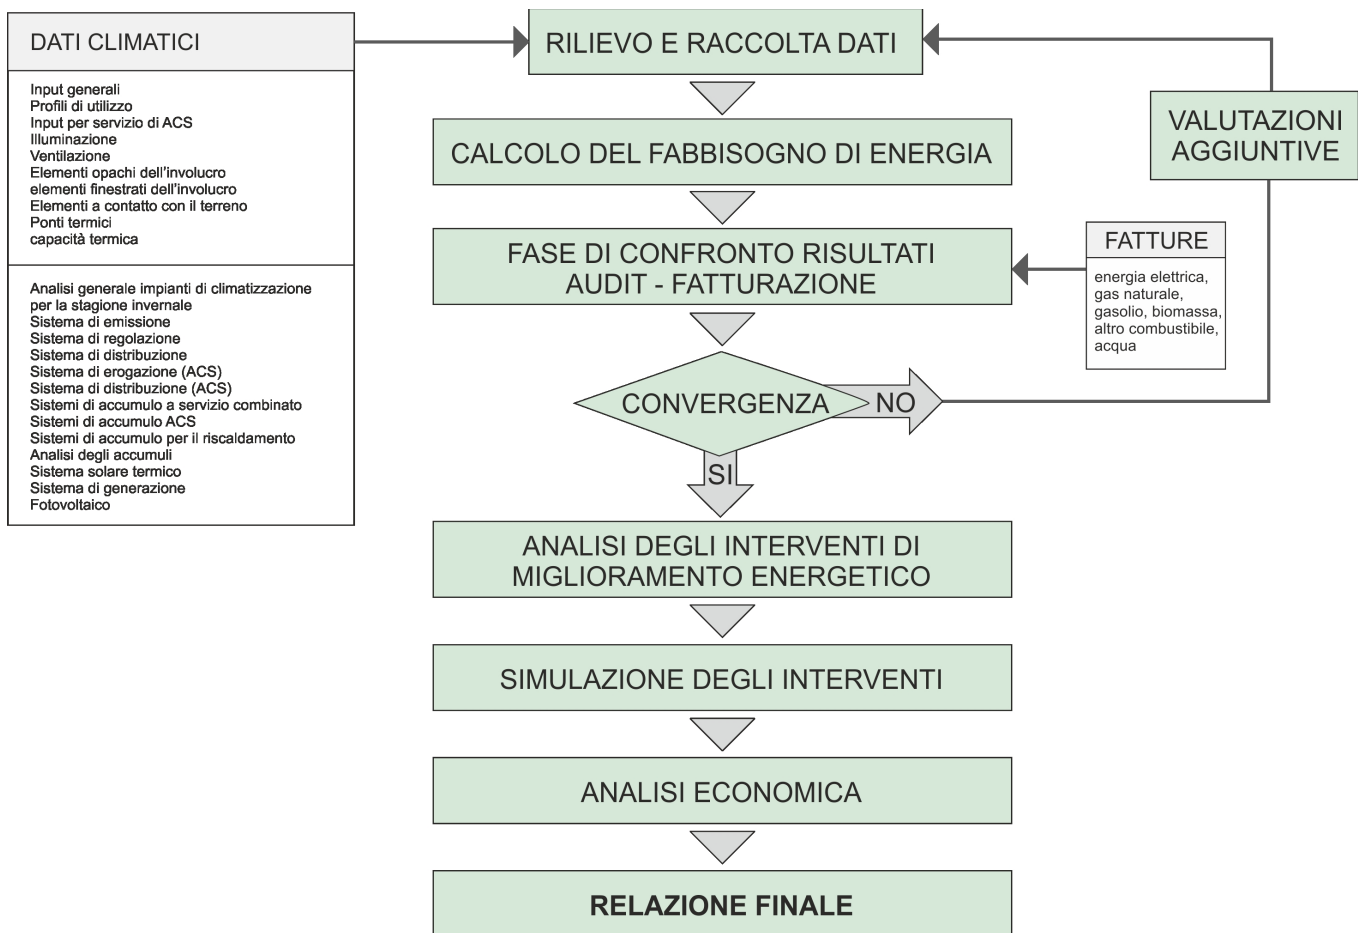 DATI CLIMATICI
Input generali
Profili di utilizzo
Input per servizio di ACS
Illuminazione
Ventilazione
Elementi opachi dell'involucro
elementi finestrati dell'involucro
Elementi a contatto con il terreno
Ponti termici
capacità termica
Analisi generale impianti di climatizzazione
per la stagione invernale
Sistema di emissione
Sistema di regolazione
Sistema di distribuzione
Sistema di erogazione (ACS)
Sistema di distribuzione (ACS)
Sistemi di accumulo a servizio combinato
Sistemi di accumulo ACS
Sistemi di accumulo per il riscaldamento
Analisi degli accumuli
Sistema solare termico
Sistema di generazione
Fotovoltaico
RILIEVO E RACCOLTA DATI
CALCOLO DEL FABBISOGNO DI ENERGIA
FASE DI CONFRONTO RISULTATI
AUDIT - FATTURAZIONE
CONVERGENZA
NO
SI
VALUTAZIONI
AGGIUNTIVE
FATTURE
energia elettrica,
gas naturale,
gasolio, biomassa,
altro combustibile,
acqua
ANALISI DEGLI INTERVENTI DI
MIGLIORAMENTO ENERGETICO
SIMULAZIONE DEGLI INTERVENTI
ANALISI ECONOMICA
RELAZIONE FINALE